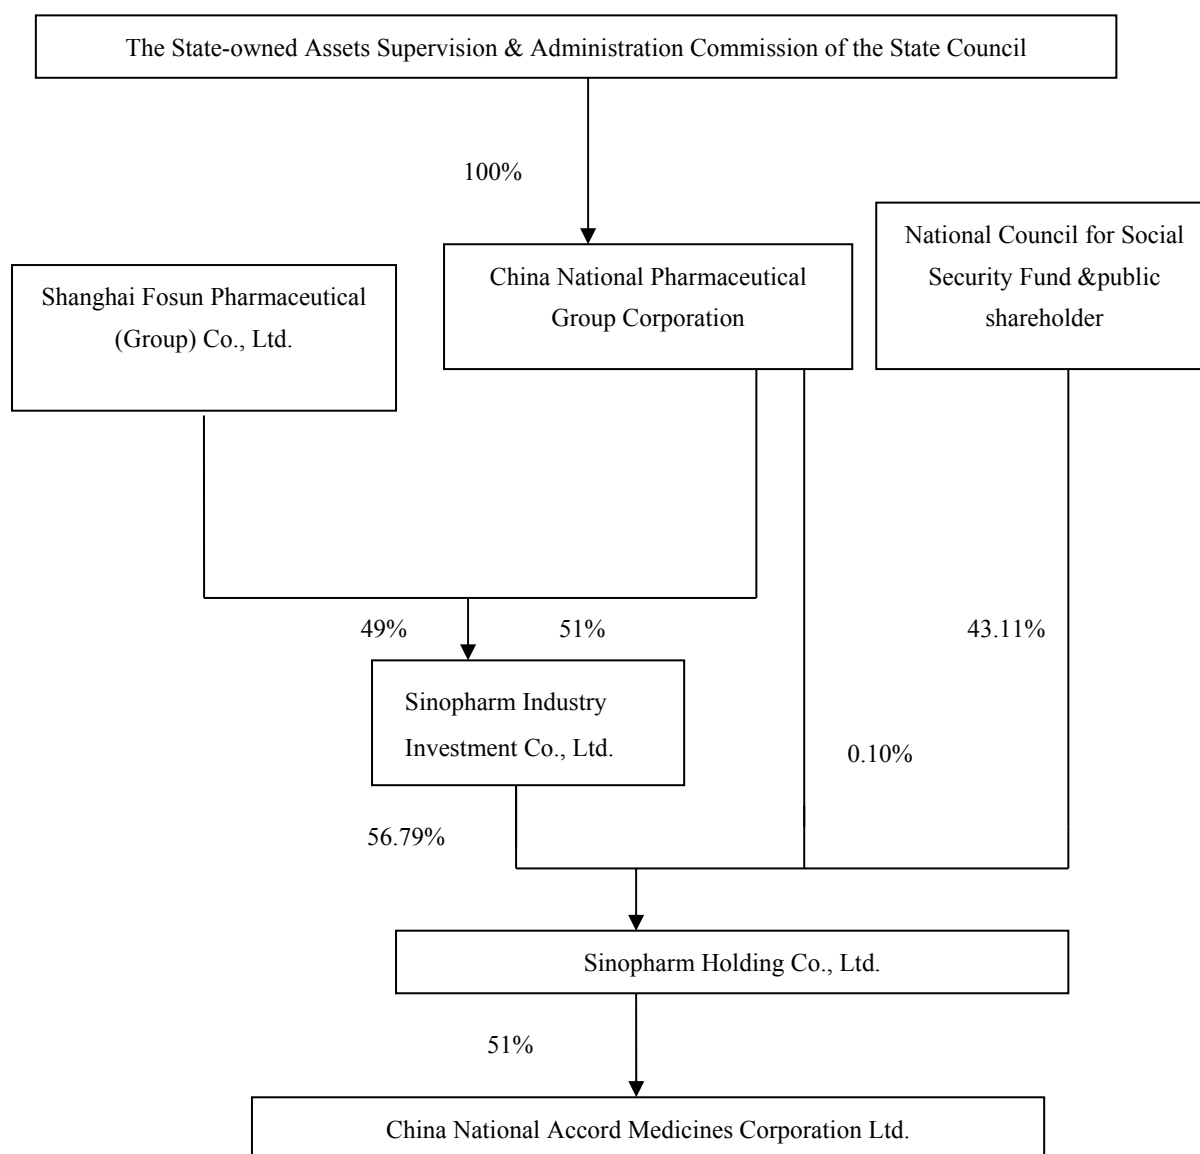 The State-owned Assets Supervision & Administration Commission of the State Council
100%
National Council for Social
Security Fund &public
shareholder
China National Pharmaceutical
Group Corporation
Shanghai Fosun Pharmaceutical
(Group) Co., Ltd.
49%
51%
43.11%
Sinopharm Industry
Investment Co., Ltd.
0.10%
56.79%
Sinopharm Holding Co., Ltd.
51%
China National Accord Medicines Corporation Ltd.